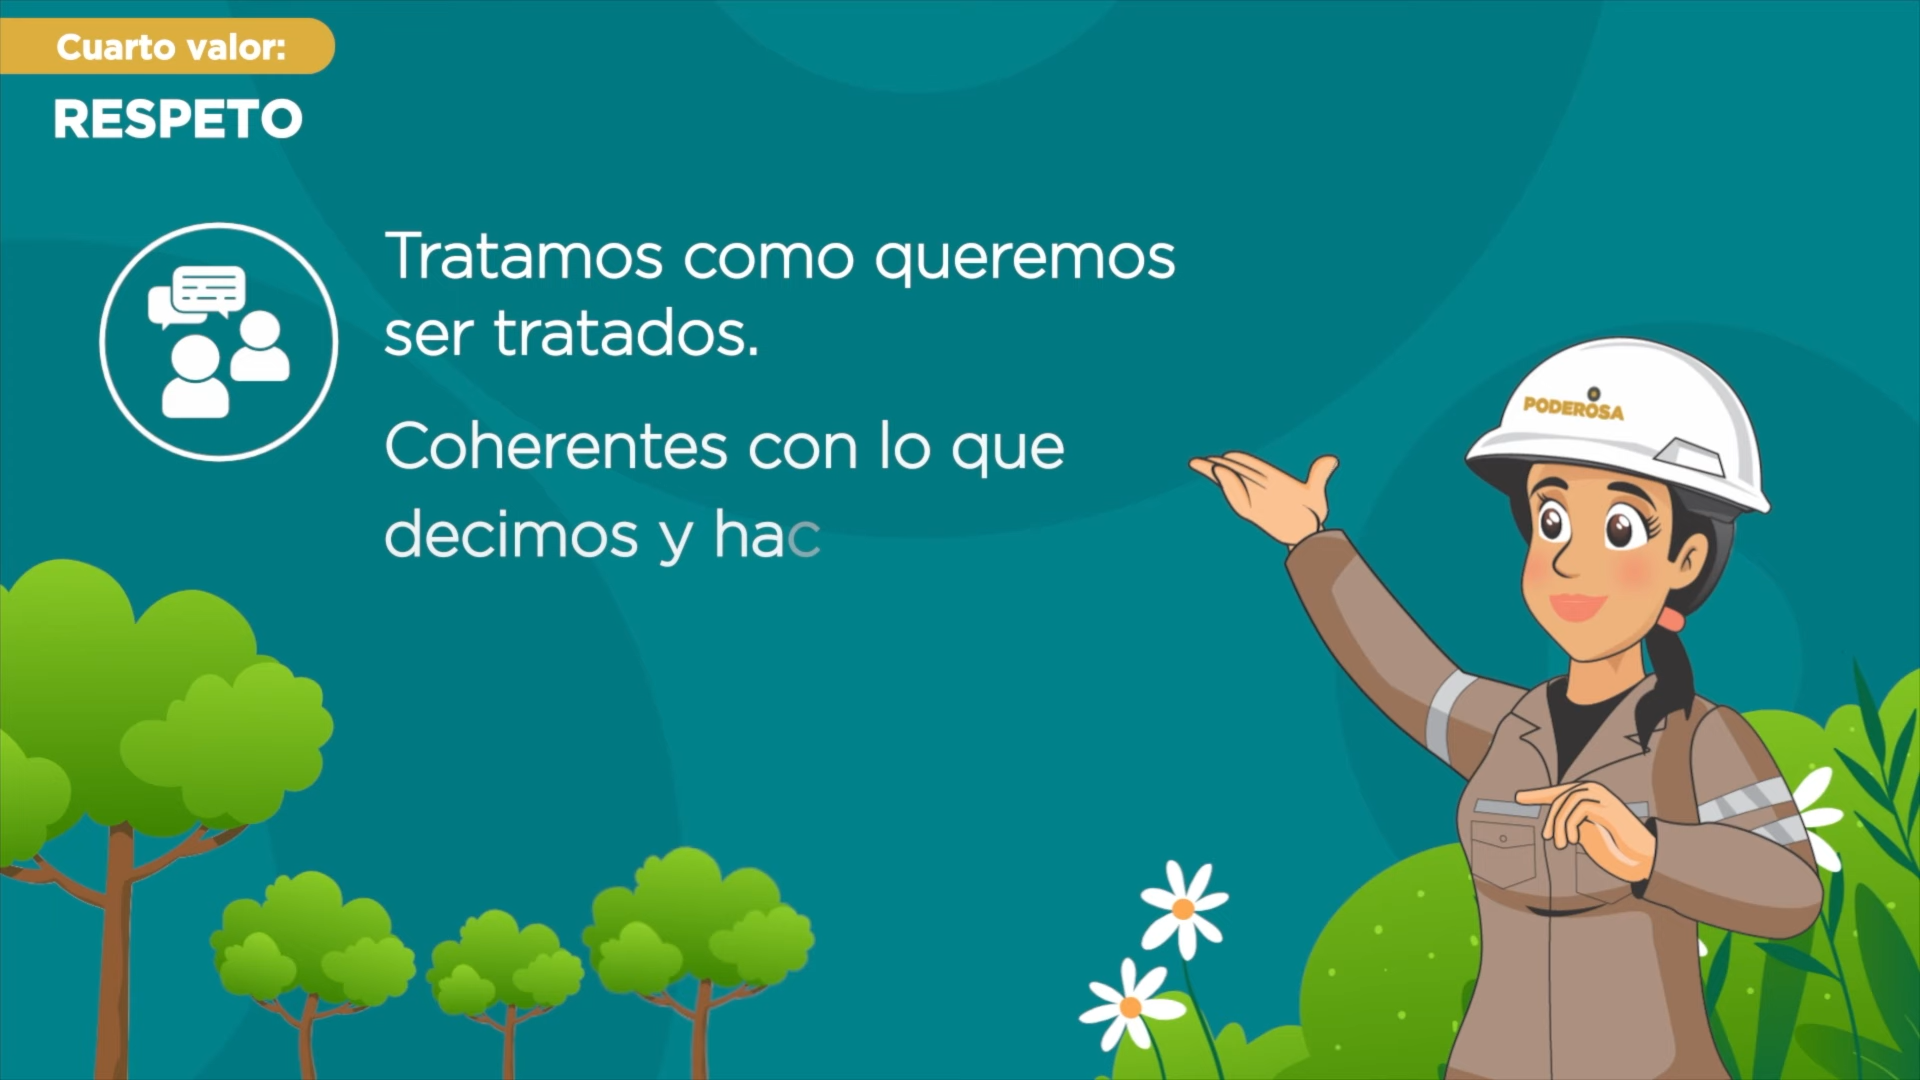 Cuarto valor:
RESPETO
Tratamos como queremos
ser tratados.
Coherentes con lo que
decimos y hac
PODEROSA